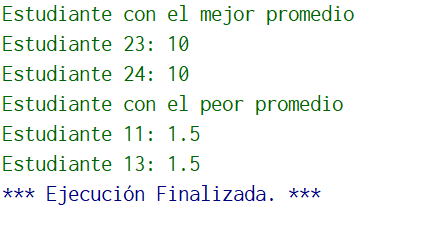 Estudiante con el mejor promedio
Estudiante 23: 10
Estudiante 24: 10
Estudiante con el peor promedio
Estudiante 11: 1.5
Estudiante 13: 1.5
*** Ejecución Finalizada. ***